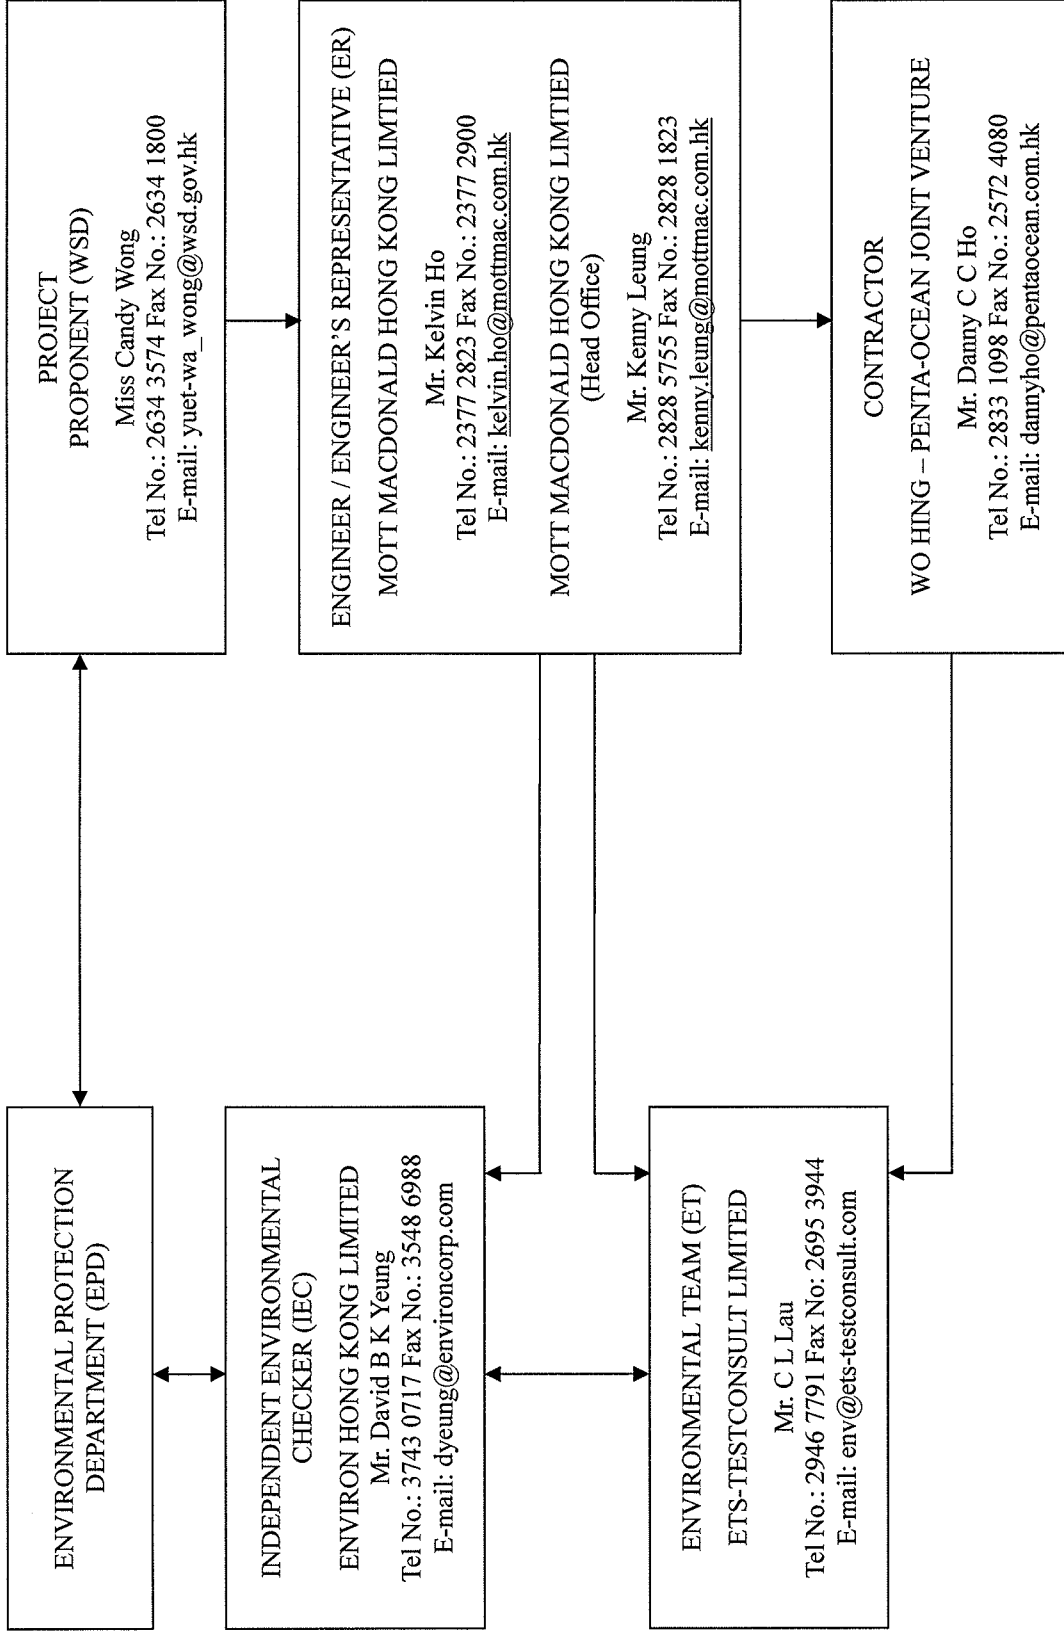 ENVIRONMENTAL PROTECTION
DEPARTMENT (EPD)
PROJECT
PROPONENT (WSD)
Miss Candy Wong
Tel No.: 2634 3574 Fax No.: 2634 1800
E-mail: yuet-wa_wong@wsd.gov.hk
INDEPENDENT ENVIRONMENTAL
CHECKER (IEC)
ENVIRON HONG KONG LIMITED
Mr. David B K Yeung
Tel No.: 3743 0717 Fax No.: 3548 6988
E-mail: dyeung@environcorp.com
ENGINEER / ENGINEER'S REPRESENTATIVE (ER)
MOTT MACDONALD HONG KONG LIMTIED
Mr. Kelvin Ho
Tel No.: 2377 2823 Fax No.: 2377 2900
E-mail: kelvin.ho@mottmac.com.hk
MOTT MACDONALD HONG KONG LIMTIED
(Head Office)
Mr. Kenny Leung
Tel No.: 2828 5755 Fax No.: 2828 1823
E-mail: kenny.leung@mottmac.com.hk
ENVIRONMENTAL TEAM (ET)
ETS-TESTCONSULT LIMITED
Mr. C L Lau
Tel No.: 2946 7791 Fax No: 2695 3944
E-mail: env@ets-testconsult.com
CONTRACTOR
WO HING – PENTA-OCEAN JOINT VENTURE
Mr. Danny C C Ho
Tel No.: 2833 1098 Fax No.: 2572 4080
E-mail: dannyho@pentaocean.com.hk